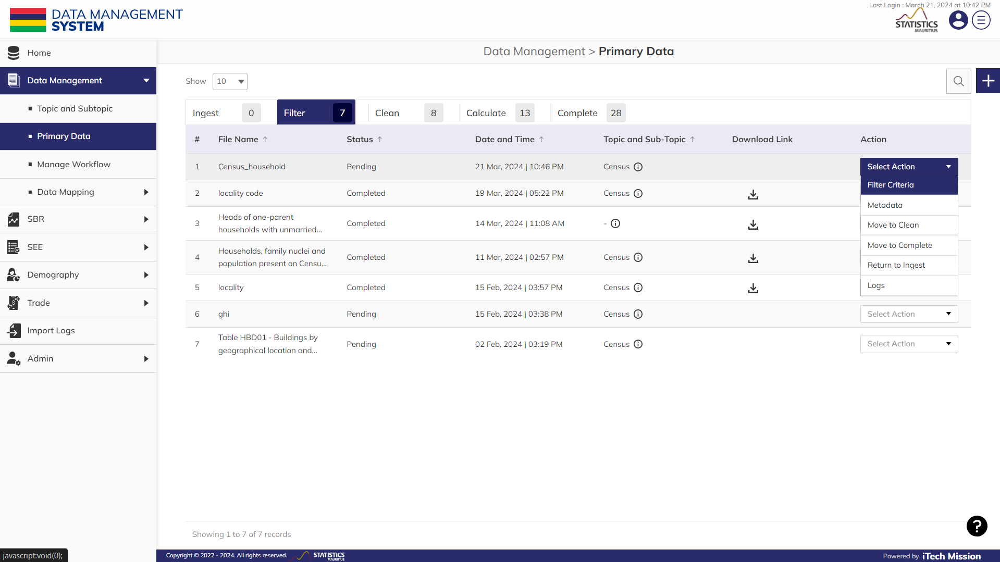 Last Login : March 21, 2024 at 10:42 PM
DATA MANAGEMENT
SYSTEM
STATISTICS
MAURITIUS
Home
Data Management
Topic and Subtopic
Primary Data
Manage Workflow
Data Mapping
SBR
SEE
Demography
Trade
Import Logs
Admin
Data Management > Primary Data
Show 10
Ingest 0 Filter 7 Clean 8 Calculate 13 Complete 28
# File Name ↑ Status ↑ Date and Time ↑ Topic and Sub-Topic ↑ Download Link Action
1 Census_household Pending 21 Mar, 2024 | 10:46 PM Census Select Action
Filter Criteria
Metadata
Move to Clean
Move to Complete
Return to Ingest
Logs
2 locality code Completed 19 Mar, 2024 | 05:22 PM Census
3 Heads of one-parent
households with unmarried... Completed 14 Mar, 2024 | 11:08 AM -
4 Households, family nuclei and
population present on Censu... Completed 11 Mar, 2024 | 02:57 PM Census
5 locality Completed 15 Feb, 2024 | 03:57 PM Census
6 ghi Pending 15 Feb, 2024 | 03:38 PM Census Select Action
7 Table HBD01 - Buildings by
geographical location and... Pending 02 Feb, 2024 | 03:19 PM Census Select Action
Showing 1 to 7 of 7 records
?
javascript:void(0);
Copyright © 2022 - 2024. All rights reserved. STATISTICS
MAURITIUS
Powered by iTech Mission